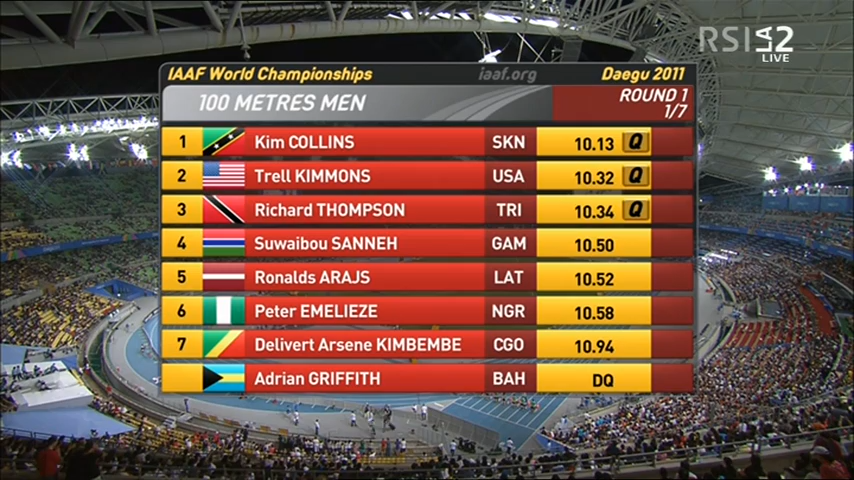 RSI LA 2
LIVE
IAAF World Championships iaaf.org Daegu 2011
100 METRES MEN ROUND 1
1/7
1 Kim COLLINS SKN 10.13 Q
2 Trell KIMMONS USA 10.32 Q
3 Richard THOMPSON TRI 10.34 Q
4 Suwaibou SANNEH GAM 10.50
5 Ronalds ARAJS LAT 10.52
6 Peter EMELIEZE NGR 10.58
7 Delivert Arsene KIMBEMBE CGO 10.94
Adrian GRIFFITH BAH DQ